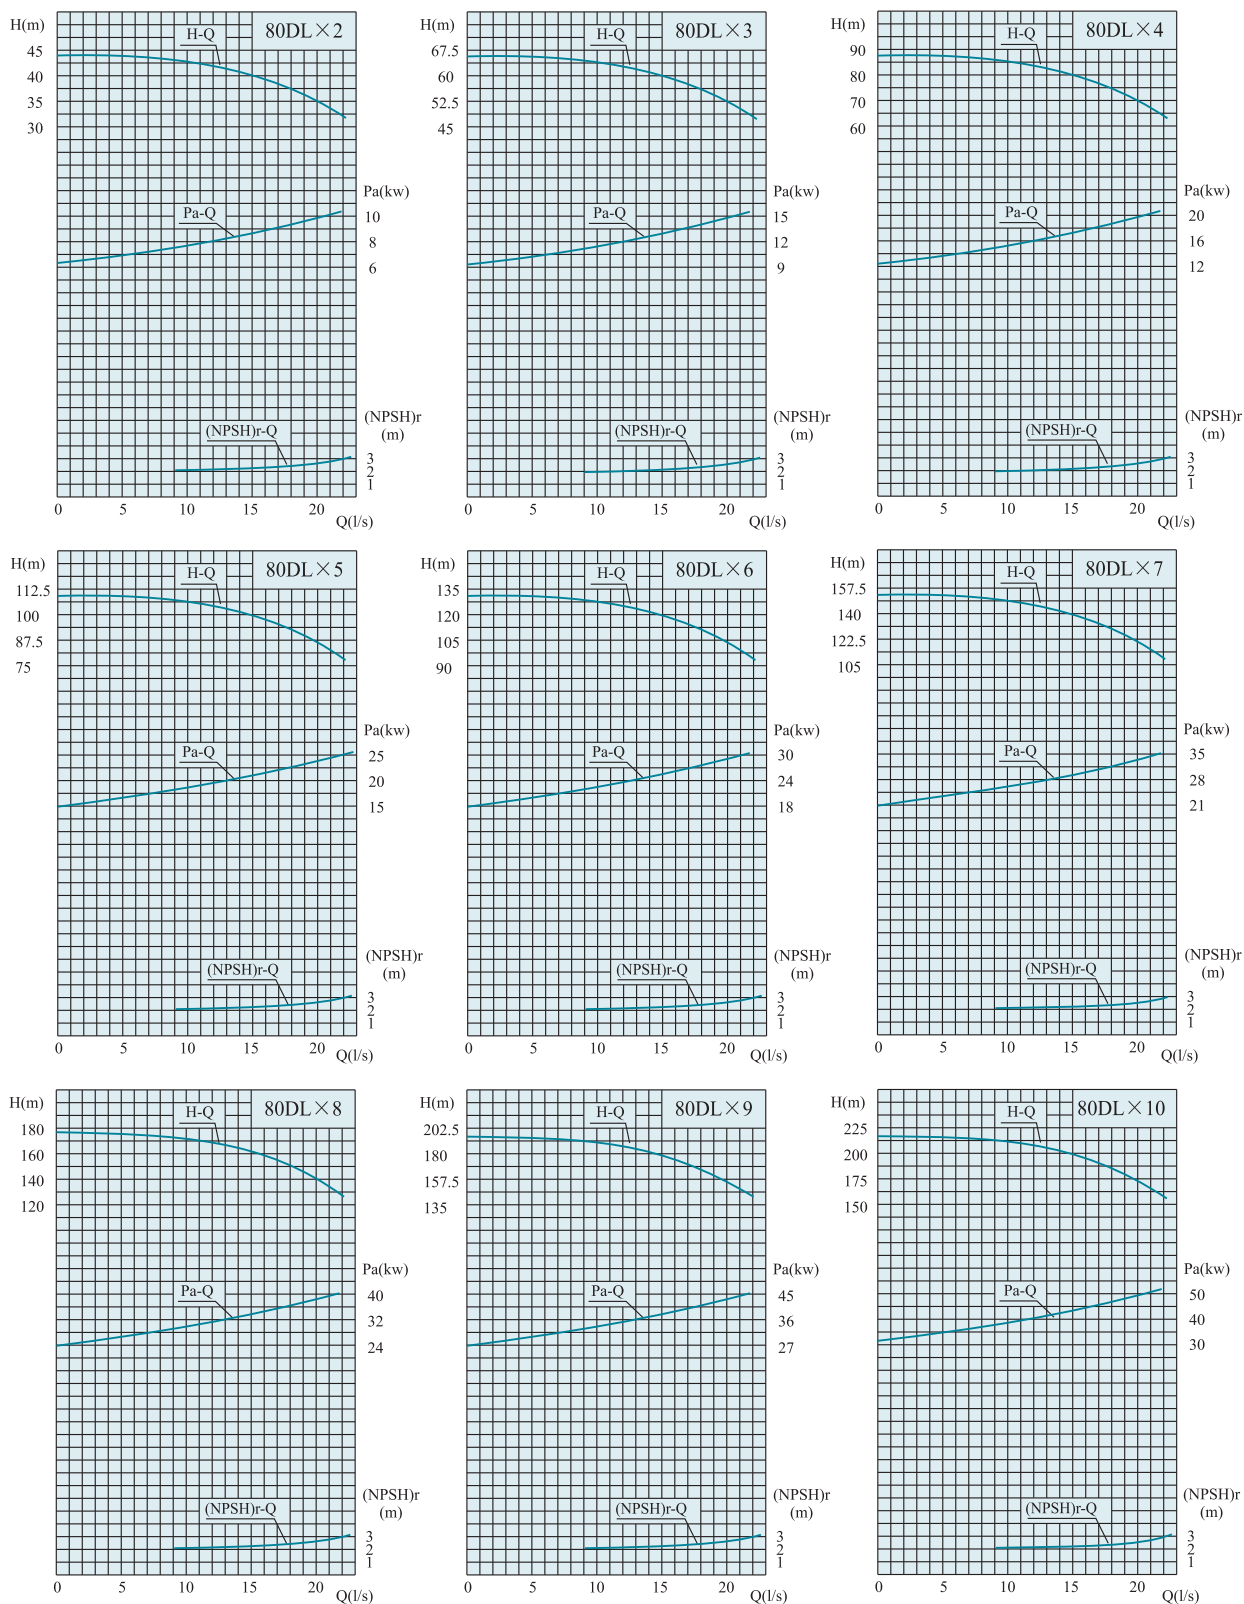 80DL×2
H(m)
H-Q
45
40
35
30
Pa(kw)
Pa-Q
10
8
6
(NPSH)r
(m)
(NPSH)r-Q
3
2
1
0 5 10 15 20
Q(l/s)
80DL×3
H(m)
H-Q
67.5
60
52.5
45
Pa(kw)
Pa-Q
15
12
9
(NPSH)r
(m)
(NPSH)r-Q
3
2
1
0 5 10 15 20
Q(l/s)
80DL×4
H(m)
H-Q
90
80
70
60
Pa(kw)
Pa-Q
20
16
12
(NPSH)r
(m)
(NPSH)r-Q
3
2
1
0 5 10 15 20
Q(l/s)
80DL×5
H(m)
H-Q
112.5
100
87.5
75
Pa(kw)
Pa-Q
25
20
15
(NPSH)r
(m)
(NPSH)r-Q
3
2
1
0 5 10 15 20
Q(l/s)
80DL×6
H(m)
H-Q
135
120
105
90
Pa(kw)
Pa-Q
30
24
18
(NPSH)r
(m)
(NPSH)r-Q
3
2
1
0 5 10 15 20
Q(l/s)
80DL×7
H(m)
H-Q
157.5
140
122.5
105
Pa(kw)
Pa-Q
35
28
21
(NPSH)r
(m)
(NPSH)r-Q
3
2
1
0 5 10 15 20
Q(l/s)
80DL×8
H(m)
H-Q
180
160
140
120
Pa(kw)
Pa-Q
40
32
24
(NPSH)r
(m)
(NPSH)r-Q
3
2
1
0 5 10 15 20
Q(l/s)
80DL×9
H(m)
H-Q
202.5
180
157.5
135
Pa(kw)
Pa-Q
45
36
27
(NPSH)r
(m)
(NPSH)r-Q
3
2
1
0 5 10 15 20
Q(l/s)
80DL×10
H(m)
H-Q
225
200
175
150
Pa(kw)
Pa-Q
50
40
30
(NPSH)r
(m)
(NPSH)r-Q
3
2
1
0 5 10 15 20
Q(l/s)